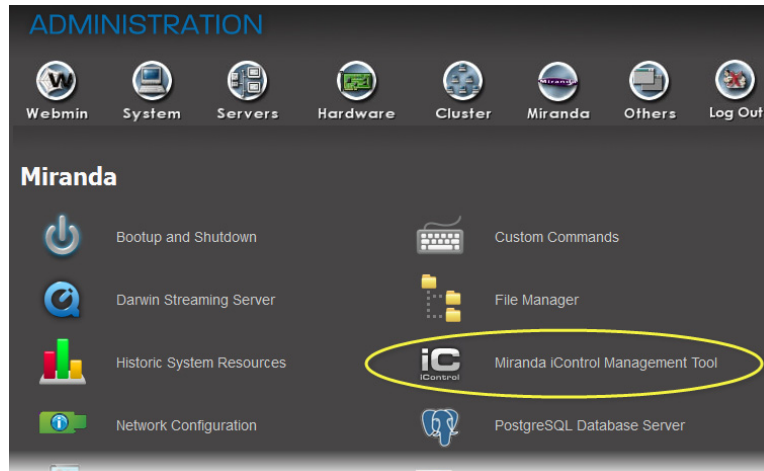 ADMINISTRATION
Webmin System Servers Hardware Cluster Miranda Others Log Out
Miranda
Bootup and Shutdown
Custom Commands
Darwin Streaming Server
File Manager
Historic System Resources
iC
iControl
Miranda iControl Management Tool
Network Configuration
PostgreSQL Database Server